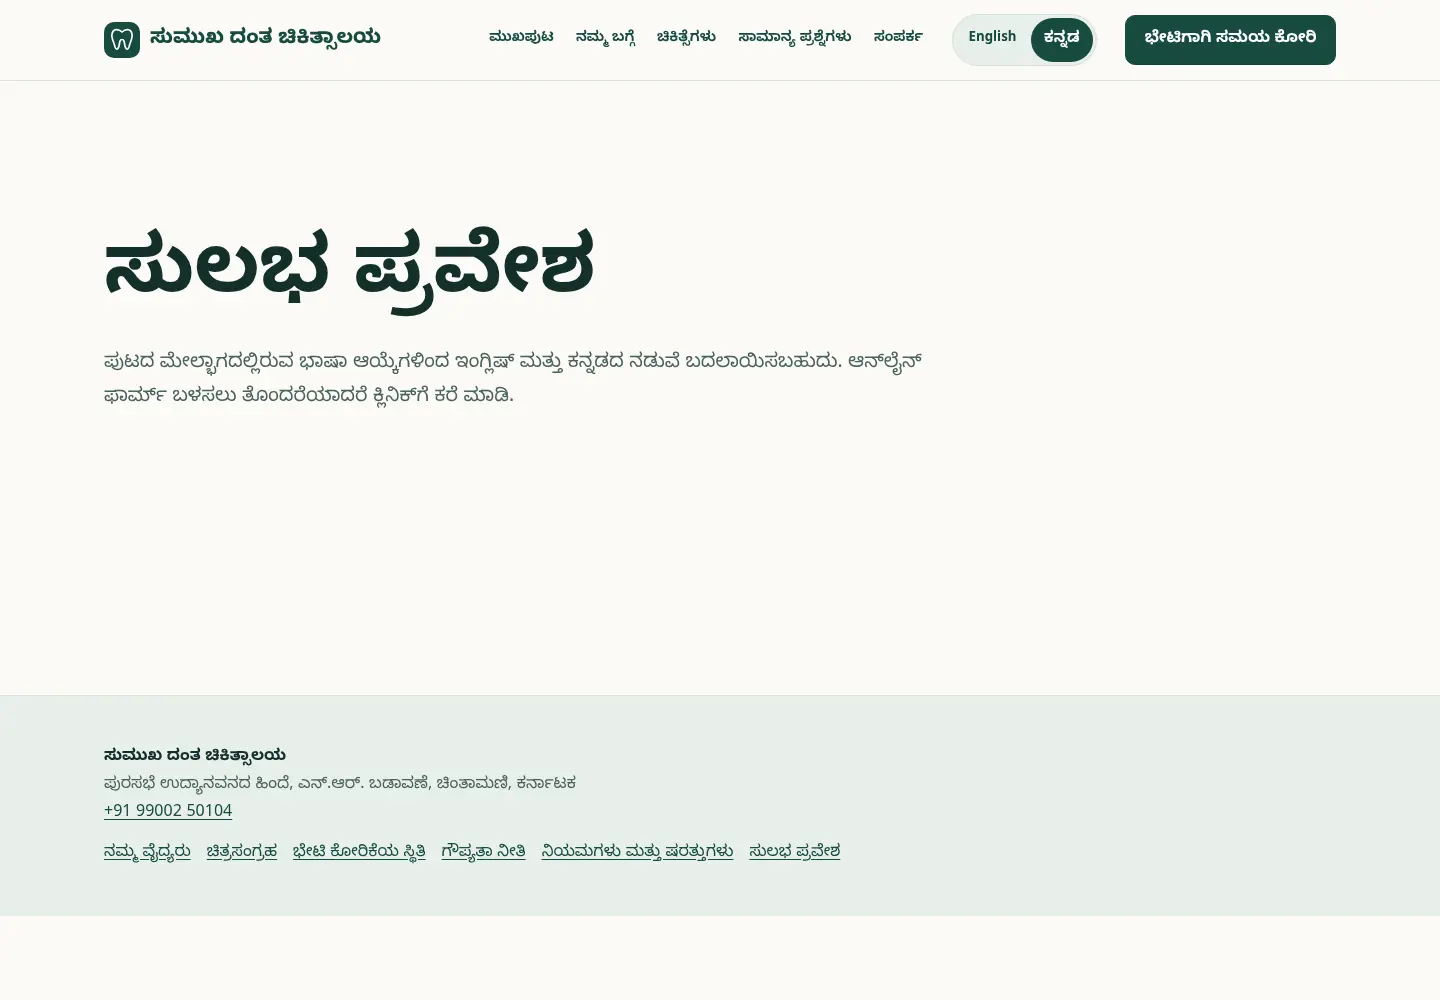 ಸುಮುಖ ದಂತ ಚಿಕಿತ್ಸಾಲಯ
ಮುಖಪುಟ
ನಮ್ಮ ಬಗ್ಗೆ
ಚಿಕಿತ್ಸೆಗಳು
ಸಾಮಾನ್ಯ ಪ್ರಶ್ನೆಗಳು
ಸಂಪರ್ಕ
English
ಕನ್ನಡ
ಭೇಟಿಗಾಗಿ ಸಮಯ ಕೋರಿ
ಸುಲಭ ಪ್ರವೇಶ
ಪುಟದ ಮೇಲ್ಭಾಗದಲ್ಲಿರುವ ಭಾಷಾ ಆಯ್ಕೆಗಳಿಂದ ಇಂಗ್ಲಿಷ್ ಮತ್ತು ಕನ್ನಡದ ನಡುವೆ ಬದಲಾಯಿಸಬಹುದು. ಆನ್‌ಲೈನ್
ಫಾರ್ಮ್ ಬಳಸಲು ತೊಂದರೆಯಾದರೆ ಕ್ಲಿನಿಕ್‌ಗೆ ಕರೆ ಮಾಡಿ.
ಸುಮುಖ ದಂತ ಚಿಕಿತ್ಸಾಲಯ
ಪುರಸಭೆ ಉದ್ಯಾನವನದ ಹಿಂದೆ, ಎನ್.ಆರ್. ಬಡಾವಣೆ, ಚಿಂತಾಮಣಿ, ಕರ್ನಾಟಕ
+91 99002 50104
ನಮ್ಮ ವೈದ್ಯರು ಚಿತ್ರಸಂಗ್ರಹ ಭೇಟಿ ಕೋರಿಕೆಯ ಸ್ಥಿತಿ ಗೌಪ್ಯತಾ ನೀತಿ ನಿಯಮಗಳು ಮತ್ತು ಷರತ್ತುಗಳು ಸುಲಭ ಪ್ರವೇಶ